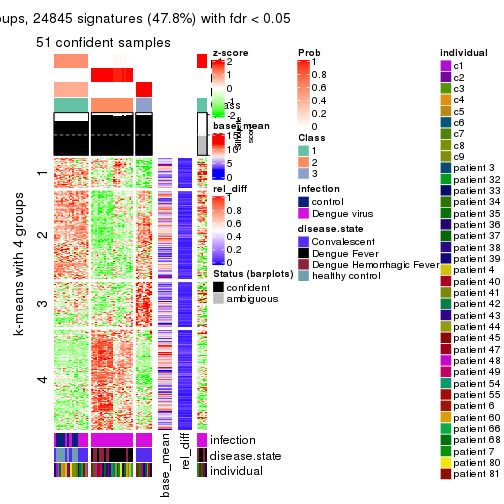 oups, 24845 signatures (47.8%) with fdr < 0.05
51 confident samples
k-means with 4 groups
1
2
3
4
z-score
2
1
0
-1
-2
base_mean
15
10
5
0
rel_diff
1
0.8
0.6
0.4
0.2
0
Status (barplots)
confident
ambiguous
Prob
1
0.8
0.6
0.4
0.2
0
Class
1
2
3
infection
control
Dengue virus
disease.state
Convalescent
Dengue Fever
Dengue Hemorrhagic Fever
healthy control
individual
c1
c2
c3
c4
c5
c6
c7
c8
c9
patient 3
patient 32
patient 33
patient 34
patient 35
patient 36
patient 37
patient 38
patient 39
patient 4
patient 40
patient 41
patient 42
patient 43
patient 44
patient 45
patient 47
patient 48
patient 49
patient 54
patient 55
patient 6
patient 60
patient 66
patient 68
patient 7
patient 80
patient 81
infection
disease.state
individual
base_mean
rel_diff